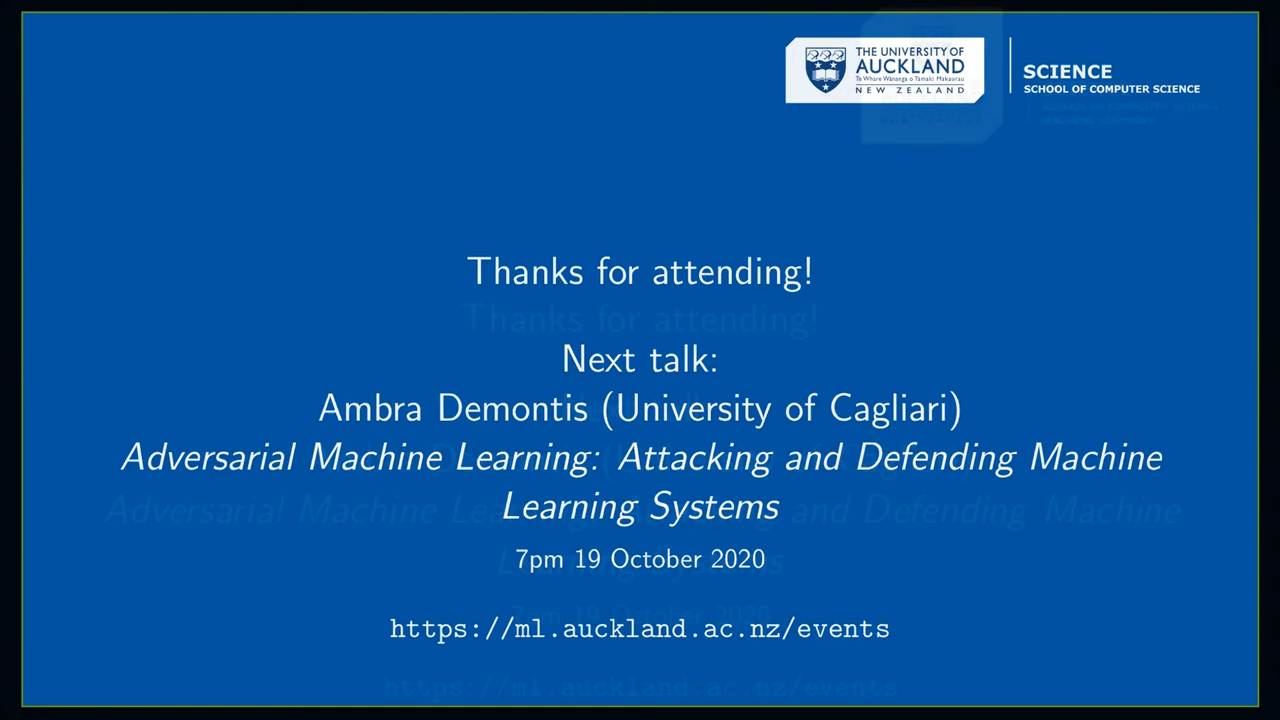 THE UNIVERSITY OF
AUCKLAND
Te Whare Wānanga o Tāmaki Makaurau
NEW ZEALAND
SCIENCE
SCHOOL OF COMPUTER SCIENCE
Thanks for attending!
Next talk:
Ambra Demontis (University of Cagliari)
Adversarial Machine Learning: Attacking and Defending Machine
Learning Systems
7pm 19 October 2020
https://ml.auckland.ac.nz/events